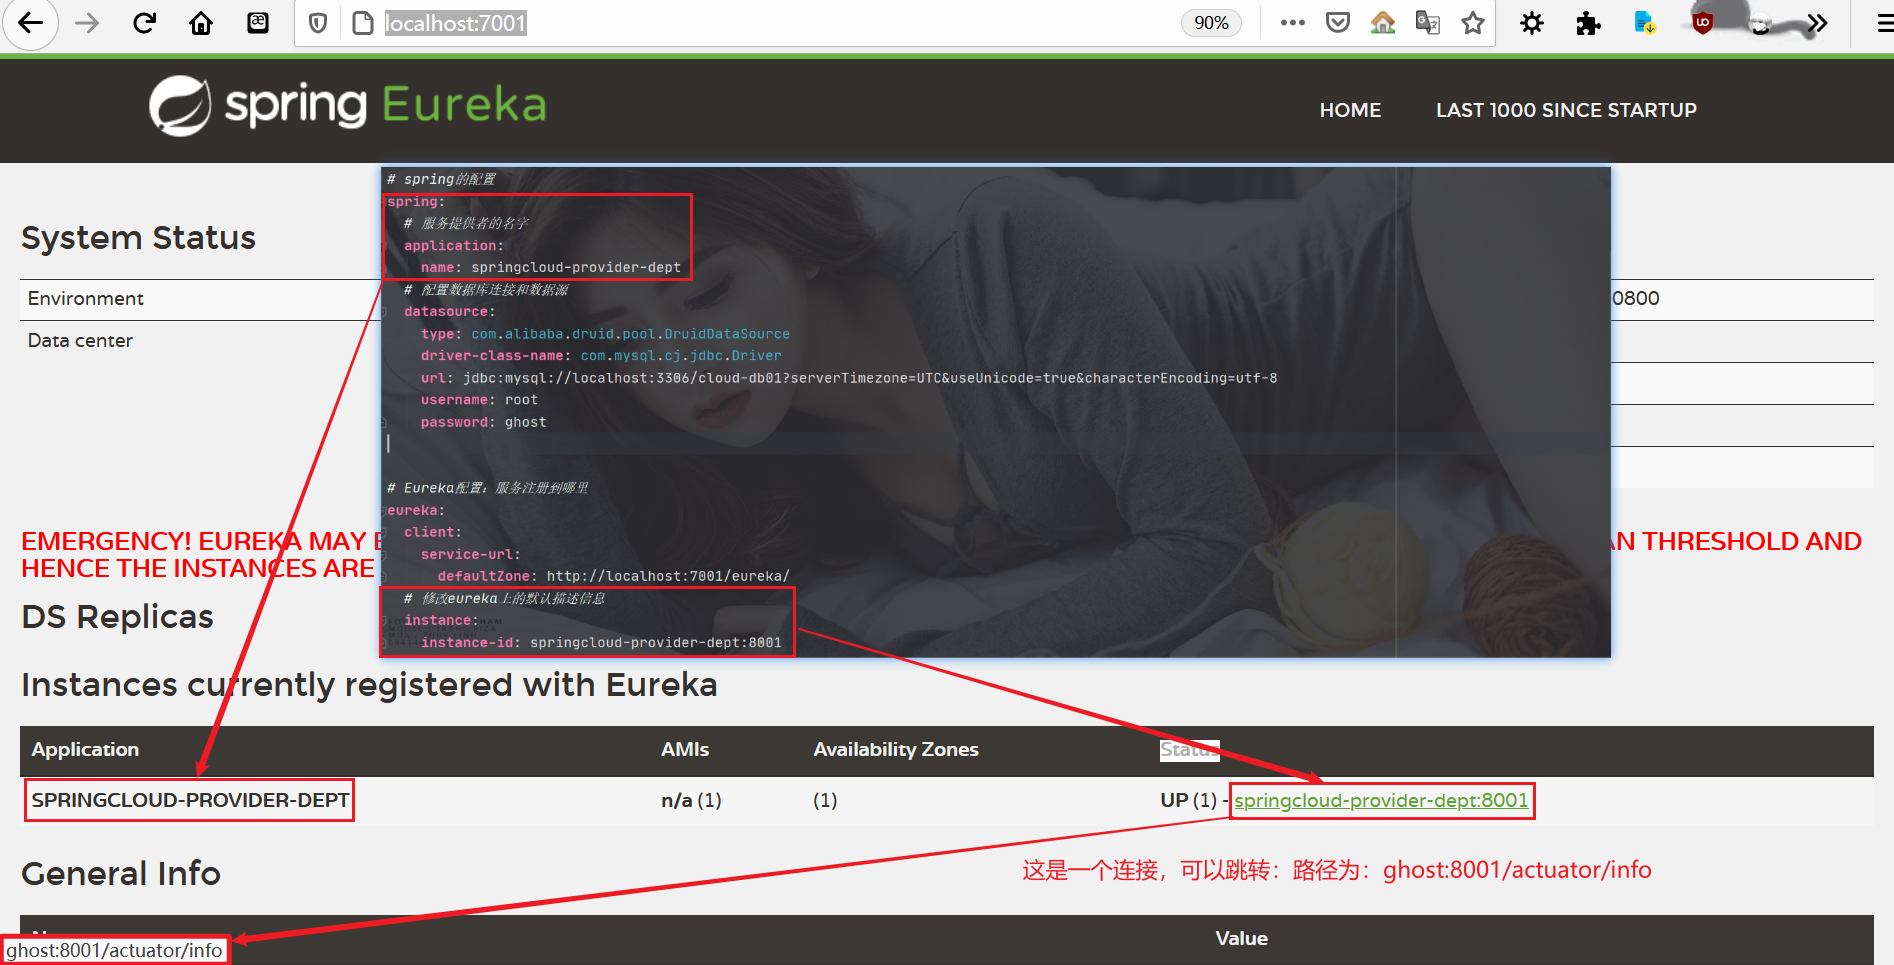 localhost:7001
90%
spring Eureka
HOME
LAST 1000 SINCE STARTUP
# spring的配置
spring:
# 服务提供者的名字
application:
name: springcloud-provider-dept
# 配置数据库连接和数据源
datasource:
type: com.alibaba.druid.pool.DruidDataSource
driver-class-name: com.mysql.cj.jdbc.Driver
url: jdbc:mysql://localhost:3306/cloud-db01?serverTimezone=UTC&useUnicode=true&characterEncoding=utf-8
username: root
password: ghost
# Eureka配置：服务注册到哪里
eureka:
client:
service-url:
defaultZone: http://localhost:7001/eureka/
# 修改eureka上的默认描述信息
instance:
instance-id: springcloud-provider-dept:8001
System Status
Environment
0800
Data center
EMERGENCY! EUREKA MAY
THRESHOLD AND
HENCE THE INSTANCES ARE
DS Replicas
Instances currently registered with Eureka
Application AMIs Availability Zones Status
SPRINGCLOUD-PROVIDER-DEPT n/a (1) (1) UP (1) - springcloud-provider-dept:8001
这是一个连接，可以跳转：路径为：ghost:8001/actuator/info
General Info
Value
ghost:8001/actuator/info